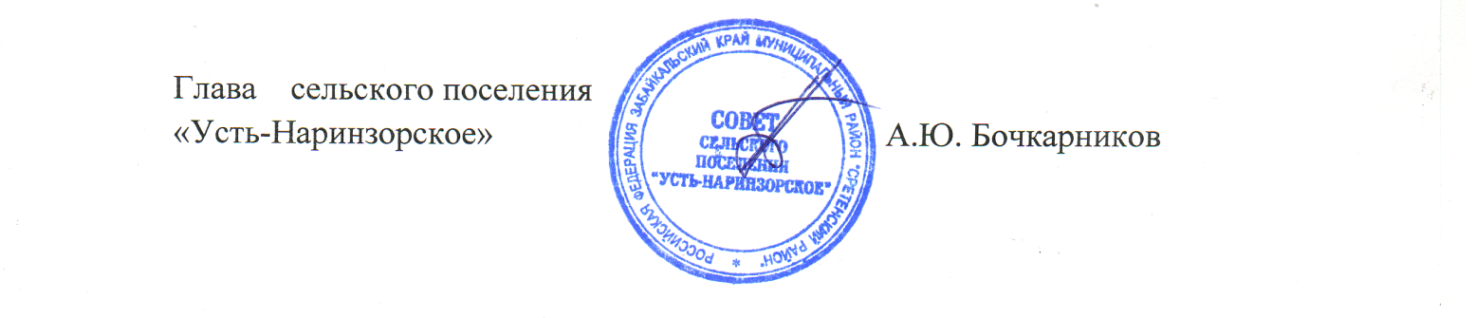 Глава сельского поселения
«Усть-Наринзорское»
А.Ю. Бочкарников
РОССИЙСКАЯ ФЕДЕРАЦИЯ ЗАБАЙКАЛЬСКИЙ КРАЙ МУНИЦИПАЛЬНЫЙ РАЙОН "СРЕТЕНСКИЙ РАЙОН" *
СОВЕТ
СЕЛЬСКОГО
ПОСЕЛЕНИЯ
"УСТЬ-НАРИНЗОРСКОЕ"